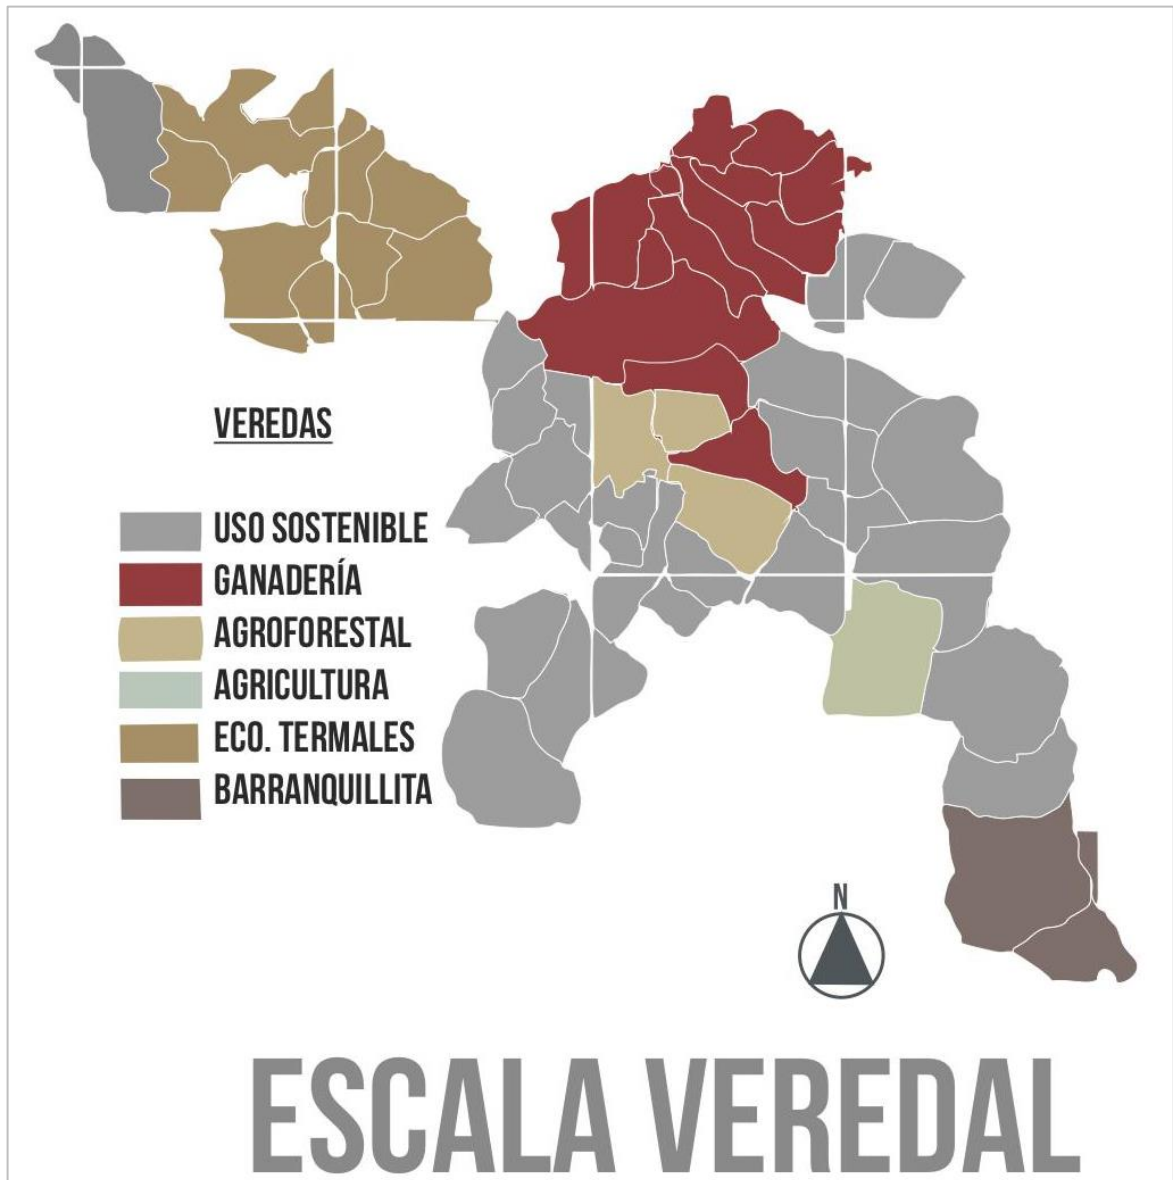 VEREDAS
USO SOSTENIBLE
GANADERÍA
AGROFORESTAL
AGRICULTURA
ECO. TERMALES
BARRANQUILLITA
N
ESCALA VEREDAL